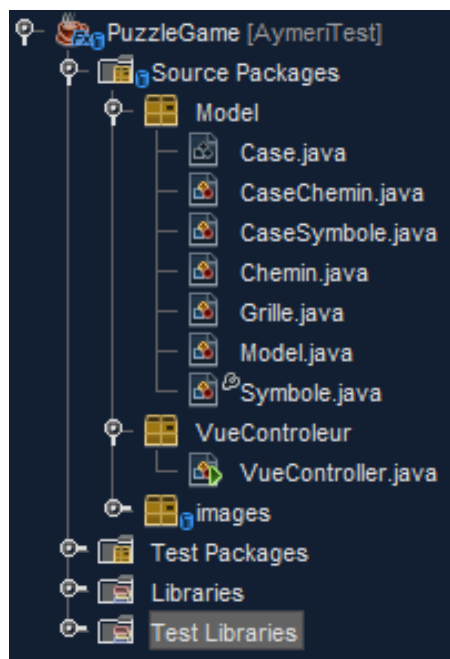 PuzzleGame [AymeriTest]
Source Packages
Model
Case.java
CaseChemin.java
CaseSymbole.java
Chemin.java
Grille.java
Model.java
Symbole.java
VueControleur
VueController.java
images
Test Packages
Libraries
Test Libraries